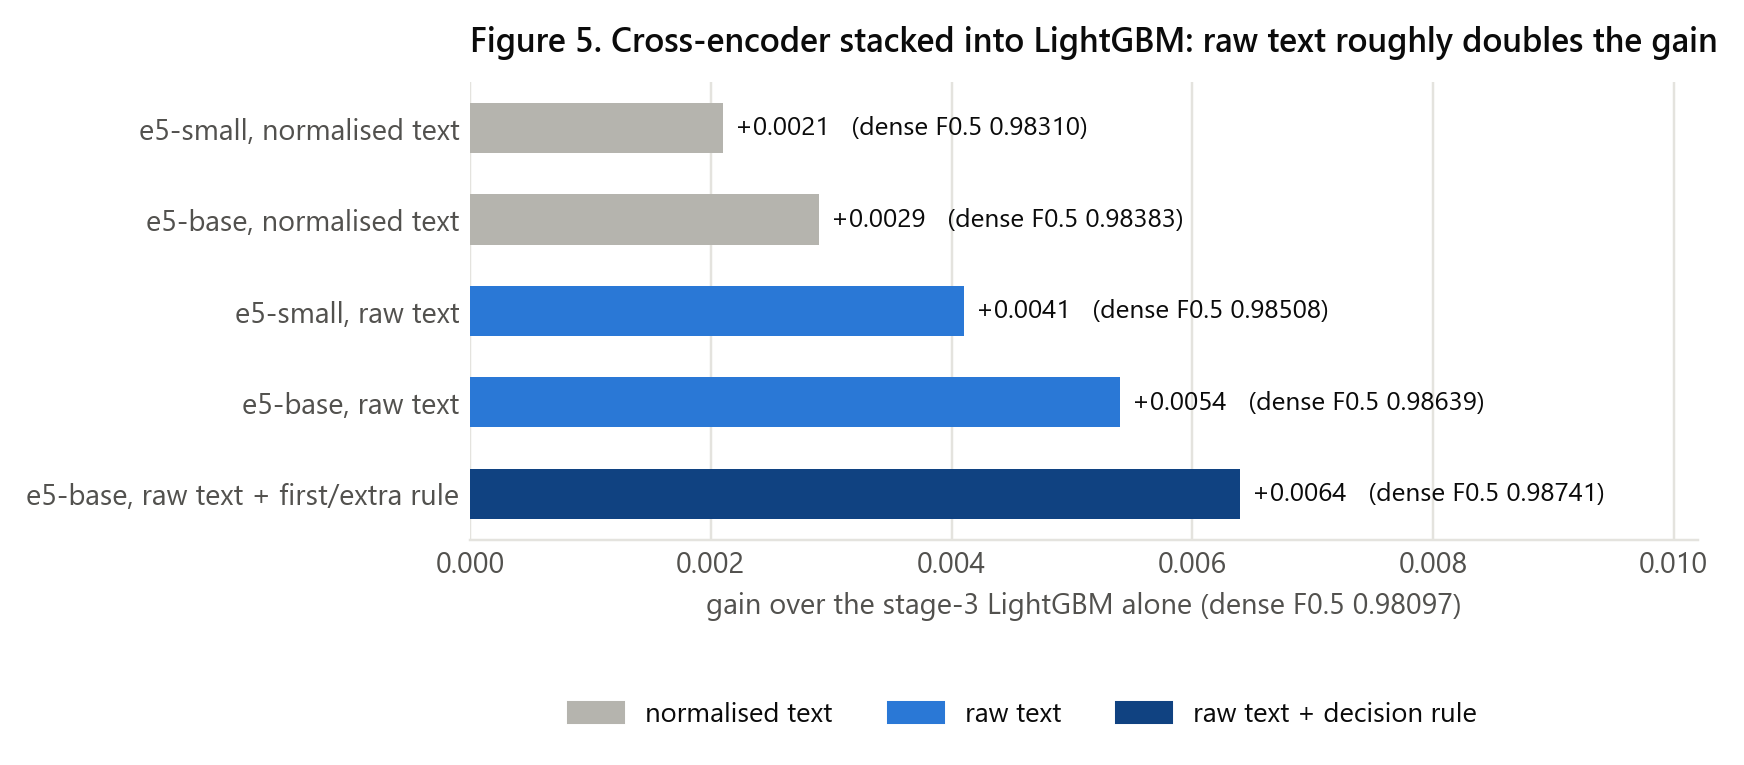 Figure 5. Cross-encoder stacked into LightGBM: raw text roughly doubles the gain
e5-small, normalised text +0.0021 (dense F0.5 0.98310)
e5-base, normalised text +0.0029 (dense F0.5 0.98383)
e5-small, raw text +0.0041 (dense F0.5 0.98508)
e5-base, raw text +0.0054 (dense F0.5 0.98639)
e5-base, raw text + first/extra rule +0.0064 (dense F0.5 0.98741)
0.000 0.002 0.004 0.006 0.008 0.010
gain over the stage-3 LightGBM alone (dense F0.5 0.98097)
normalised text raw text raw text + decision rule